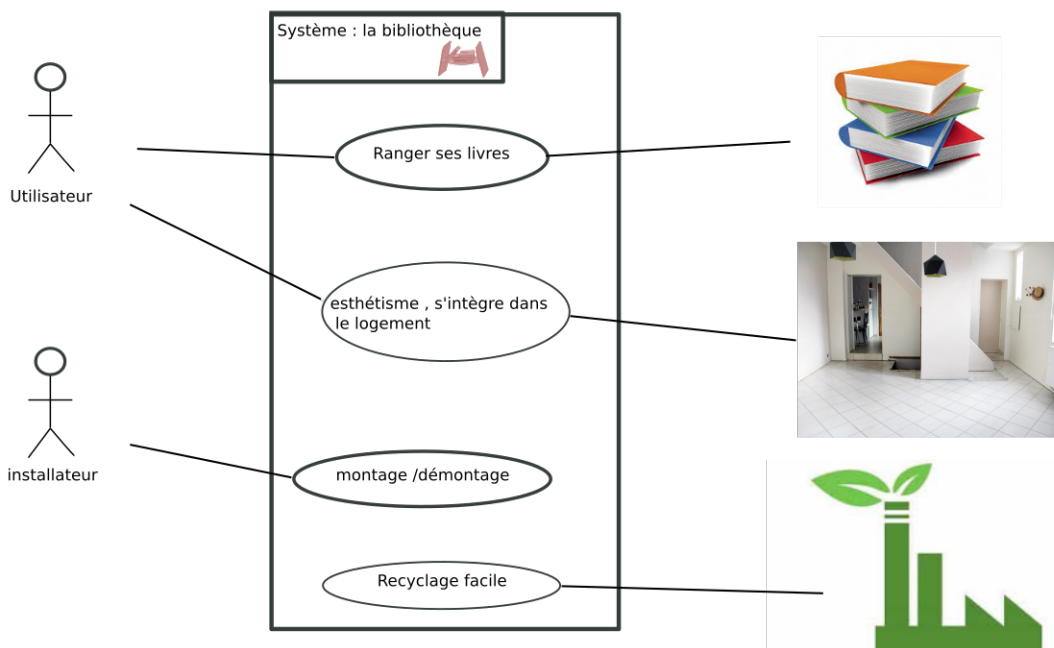 Système : la bibliothèque
Utilisateur
Ranger ses livres
esthétisme , s'intègre dans
le logement
installateur
montage /démontage
Recyclage facile